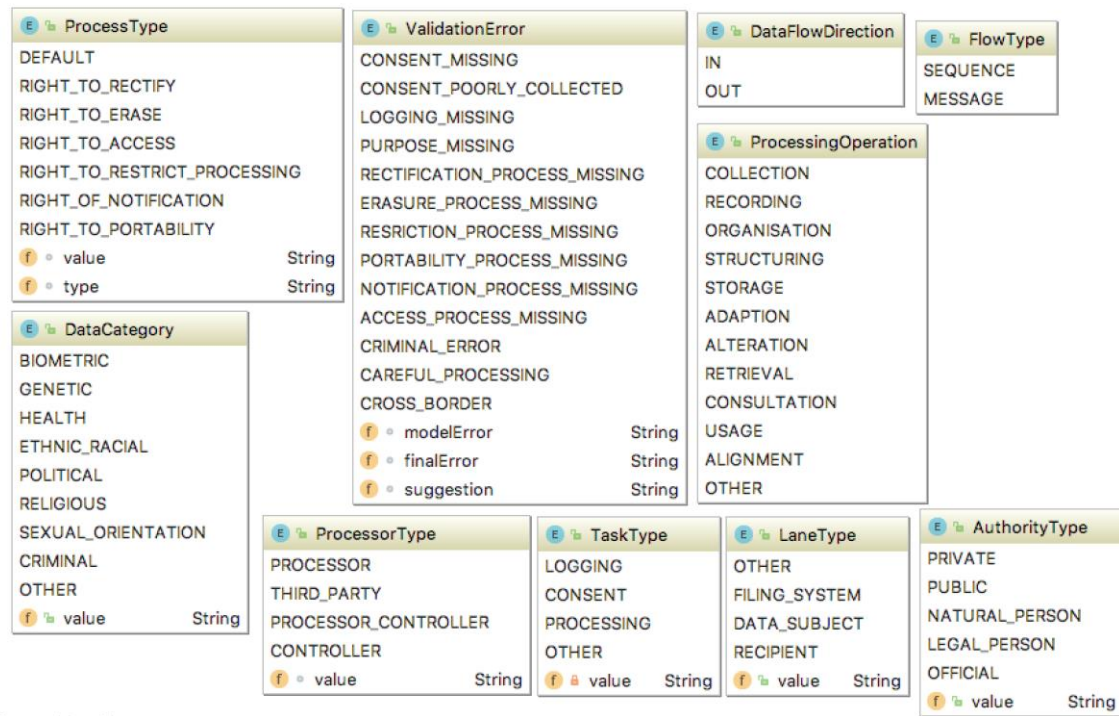 E ProcessType
DEFAULT
RIGHT_TO_RECTIFY
RIGHT_TO_ERASE
RIGHT_TO_ACCESS
RIGHT_TO_RESTRICT_PROCESSING
RIGHT_OF_NOTIFICATION
RIGHT_TO_PORTABILITY
f value String
f type String
E ValidationError
CONSENT_MISSING
CONSENT_POORLY_COLLECTED
LOGGING_MISSING
PURPOSE_MISSING
RECTIFICATION_PROCESS_MISSING
ERASURE_PROCESS_MISSING
RESRICTION_PROCESS_MISSING
PORTABILITY_PROCESS_MISSING
NOTIFICATION_PROCESS_MISSING
ACCESS_PROCESS_MISSING
CRIMINAL_ERROR
CAREFUL_PROCESSING
CROSS_BORDER
f modelError String
f finalError String
f suggestion String
E DataFlowDirection
IN
OUT
E FlowType
SEQUENCE
MESSAGE
E ProcessingOperation
COLLECTION
RECORDING
ORGANISATION
STRUCTURING
STORAGE
ADAPTION
ALTERATION
RETRIEVAL
CONSULTATION
USAGE
ALIGNMENT
OTHER
E DataCategory
BIOMETRIC
GENETIC
HEALTH
ETHNIC_RACIAL
POLITICAL
RELIGIOUS
SEXUAL_ORIENTATION
CRIMINAL
OTHER
f value String
E ProcessorType
PROCESSOR
THIRD_PARTY
PROCESSOR_CONTROLLER
CONTROLLER
f value String
E TaskType
LOGGING
CONSENT
PROCESSING
OTHER
f value String
E LaneType
OTHER
FILING_SYSTEM
DATA_SUBJECT
RECIPIENT
f value String
E AuthorityType
PRIVATE
PUBLIC
NATURAL_PERSON
LEGAL_PERSON
OFFICIAL
f value String